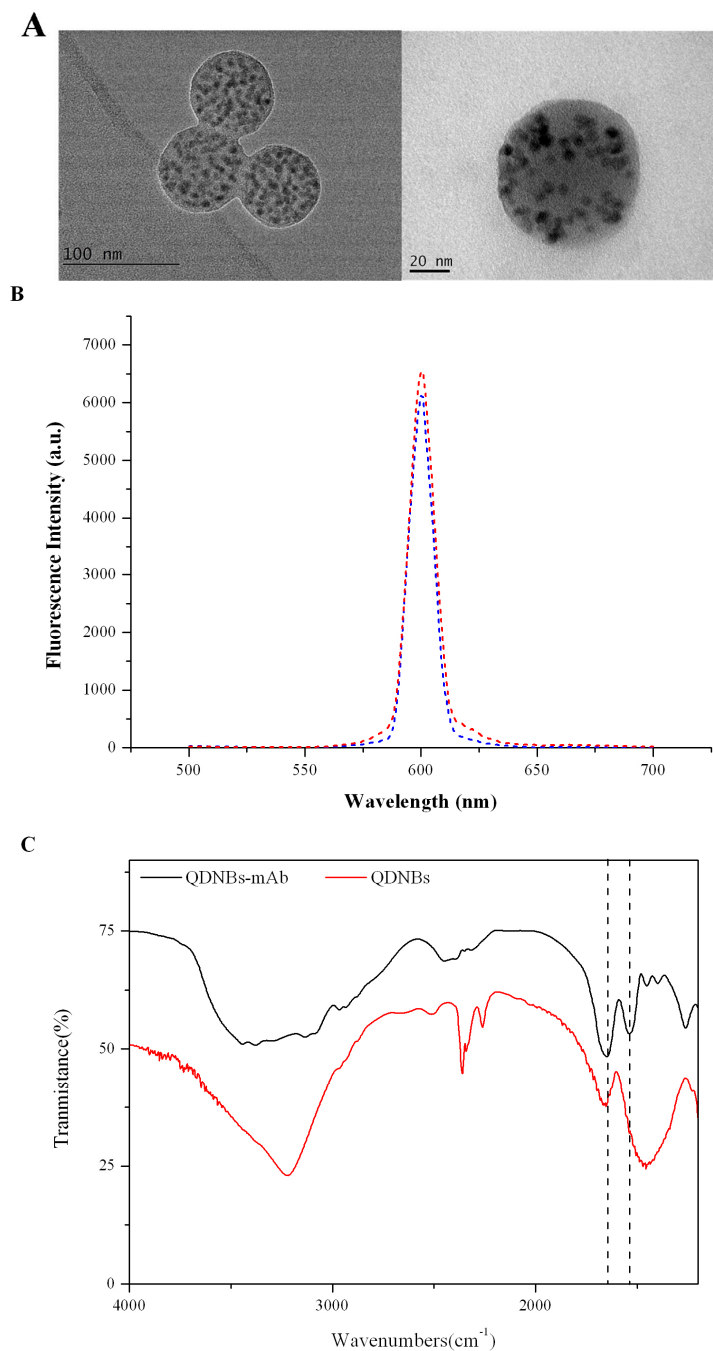 A
100 nm
20 nm
B
7000
6000
5000
4000
3000
2000
1000
0
Fluorescence Intensity (a.u.)
500 550 600 650 700
Wavelength (nm)
C
QDNBs-mAb QDNBs
75
50
25
0
Tranmistance(%)
4000 3000 2000
Wavenumbers(cm⁻¹)